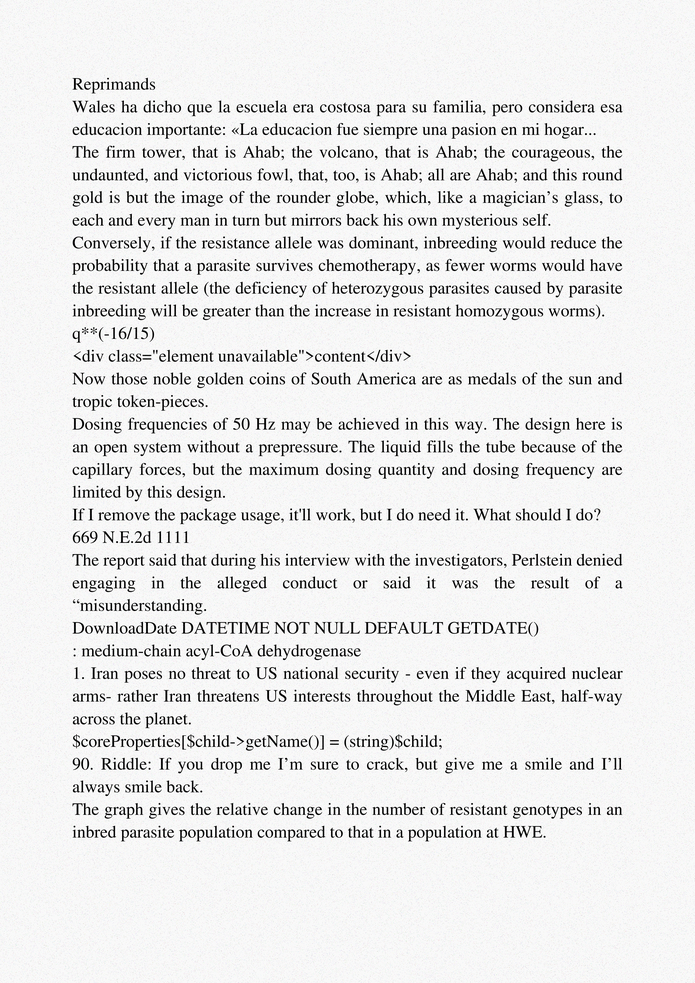 Reprimands
Wales ha dicho que la escuela era costosa para su familia, pero considera esa
educacion importante: «La educacion fue siempre una pasion en mi hogar...
The firm tower, that is Ahab; the volcano, that is Ahab; the courageous, the
undaunted, and victorious fowl, that, too, is Ahab; all are Ahab; and this round
gold is but the image of the rounder globe, which, like a magician’s glass, to
each and every man in turn but mirrors back his own mysterious self.
Conversely, if the resistance allele was dominant, inbreeding would reduce the
probability that a parasite survives chemotherapy, as fewer worms would have
the resistant allele (the deficiency of heterozygous parasites caused by parasite
inbreeding will be greater than the increase in resistant homozygous worms).
q**(-16/15)
<div class="element unavailable">content</div>
Now those noble golden coins of South America are as medals of the sun and
tropic token-pieces.
Dosing frequencies of 50 Hz may be achieved in this way. The design here is
an open system without a prepressure. The liquid fills the tube because of the
capillary forces, but the maximum dosing quantity and dosing frequency are
limited by this design.
If I remove the package usage, it'll work, but I do need it. What should I do?
669 N.E.2d 1111
The report said that during his interview with the investigators, Perlstein denied
engaging in the alleged conduct or said it was the result of a
“misunderstanding.
DownloadDate DATETIME NOT NULL DEFAULT GETDATE()
: medium-chain acyl-CoA dehydrogenase
1. Iran poses no threat to US national security - even if they acquired nuclear
arms- rather Iran threatens US interests throughout the Middle East, half-way
across the planet.
$coreProperties[$child->getName()] = (string)$child;
90. Riddle: If you drop me I’m sure to crack, but give me a smile and I’ll
always smile back.
The graph gives the relative change in the number of resistant genotypes in an
inbred parasite population compared to that in a population at HWE.